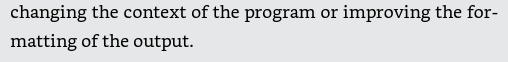 changing the context of the program or improving the for-
matting of the output.